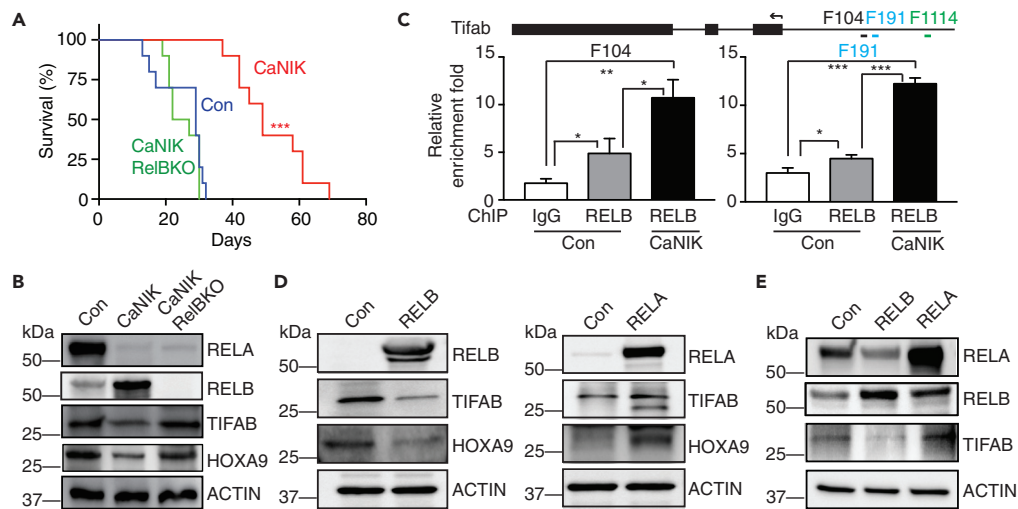 A
100
75
50
25
0
Survival (%)
CaNIK
***
Con
CaNIK
RelBKO
0
20
40
60
80
Days
C
Tifab
F104
F191
F1114
15
10
5
0
Relative
enrichment fold
F104
**
*
*
ChIP
IgG
RELB
RELB
Con
CaNIK
15
10
5
0
F191
***
***
*
IgG
RELB
RELB
Con
CaNIK
B
Con
CaNIK
CaNIK
RelBKO
kDa
50
RELA
50
RELB
25
TIFAB
25
HOXA9
37
ACTIN
D
Con
RELB
kDa
50
RELB
25
TIFAB
25
HOXA9
37
ACTIN
Con
RELA
kDa
50
RELA
25
TIFAB
25
HOXA9
37
ACTIN
E
Con
RELB
RELA
kDa
50
RELA
50
RELB
25
TIFAB
37
ACTIN